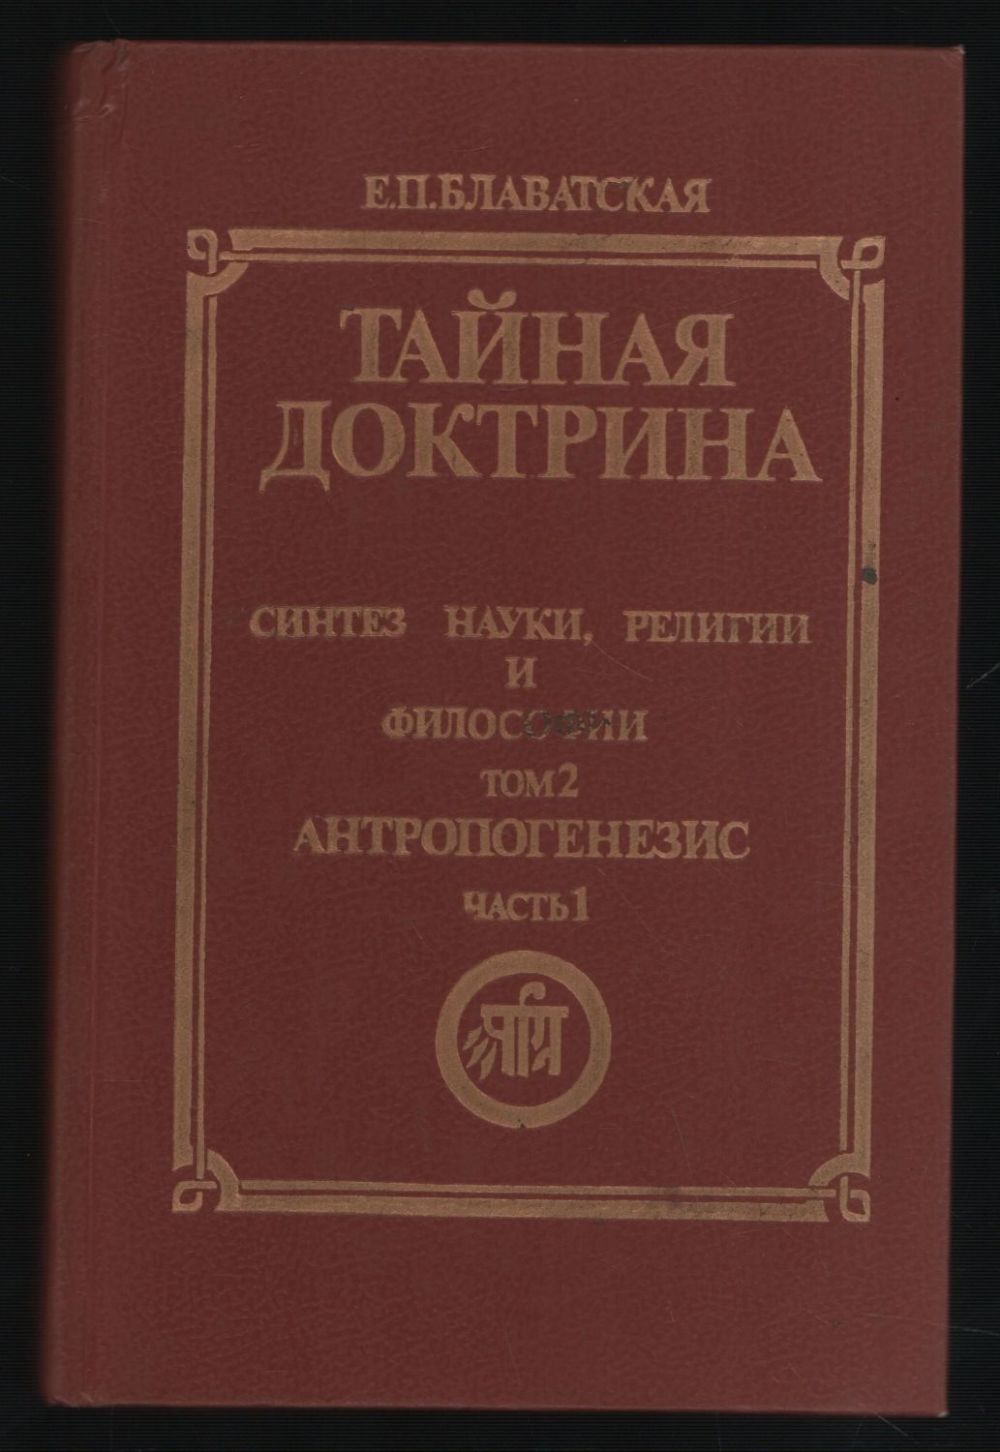 Е.П.БЛАВАТСКАЯ
ТАЙНАЯ
ДОКТРИНА
СИНТЕЗ НАУКИ, РЕЛИГИИ
И
ФИЛОСОФИИ
ТОМ 2
АНТРОПОГЕНЕЗИС
ЧАСТЬ 1